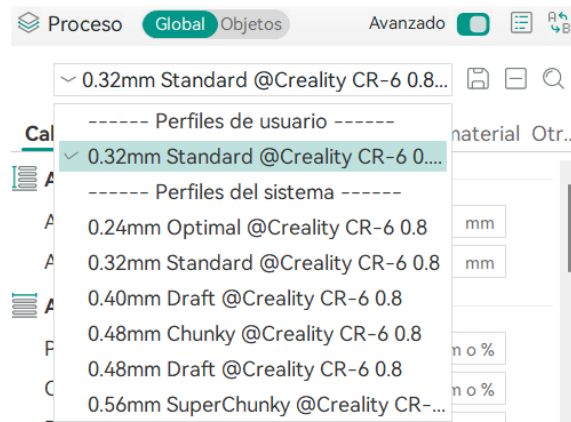 Proceso Global Objetos Avanzado
0.32mm Standard @Creality CR-6 0.8...
------ Perfiles de usuario ------
Cal material Otr..
0.32mm Standard @Creality CR-6 0....
------ Perfiles del sistema ------
0.24mm Optimal @Creality CR-6 0.8 mm
0.32mm Standard @Creality CR-6 0.8 mm
0.40mm Draft @Creality CR-6 0.8
0.48mm Chunky @Creality CR-6 0.8
0.48mm Draft @Creality CR-6 0.8 o %
0.56mm SuperChunky @Creality CR-... o %